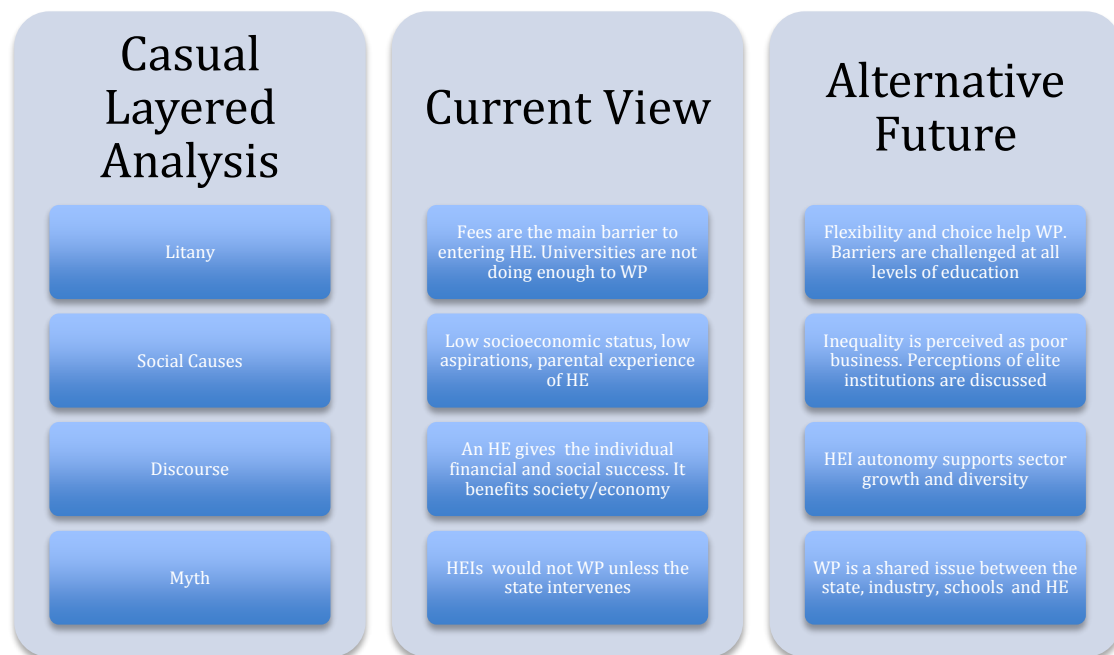 Casual
Layered
Analysis
Litany
Social Causes
Discourse
Myth
Current View
Fees are the main barrier to
entering HE. Universities are not
doing enough to WP
Low socioeconomic status, low
aspirations, parental experience
of HE
An HE gives  the individual
financial and social success. It
benefits society/economy
HEIs  would not WP unless the
state intervenes
Alternative
Future
Flexibility and choice help WP.
Barriers are challenged at all
levels of education
Inequality is perceived as poor
business. Perceptions of elite
institutions are discussed
HEI autonomy supports sector
growth and diversity
WP is a shared issue between the
state, industry, schools  and HE